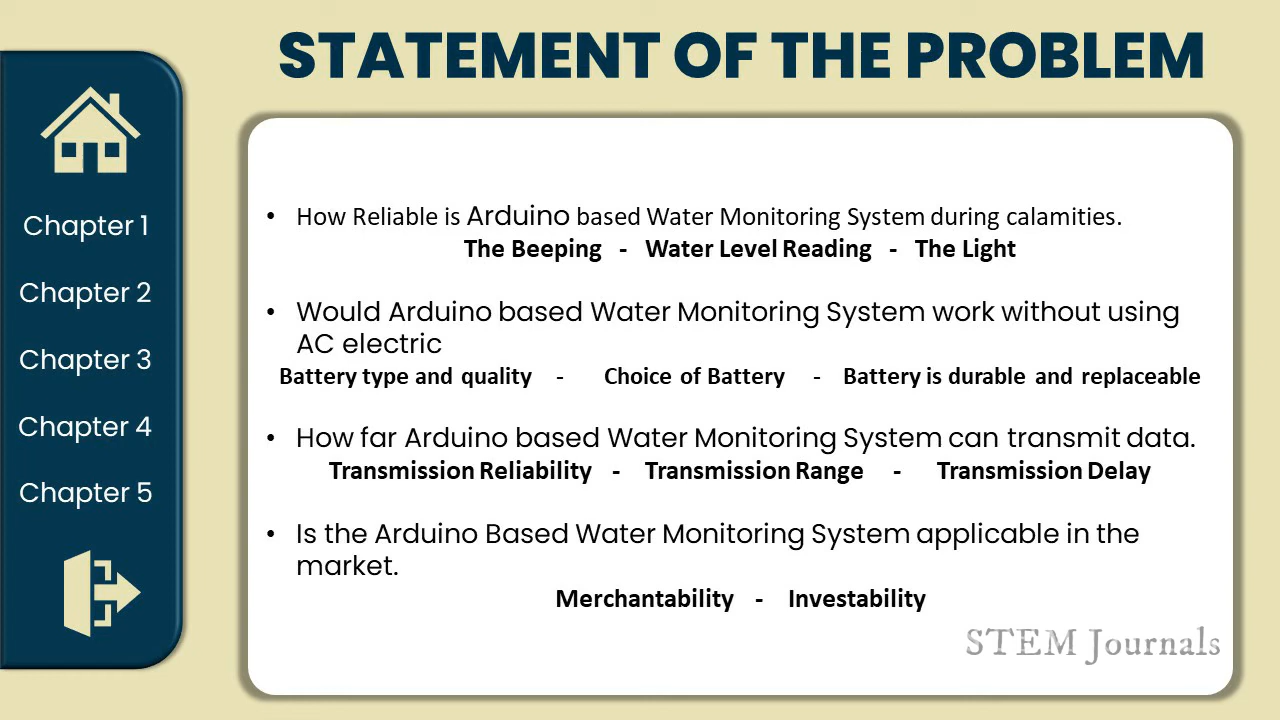 STATEMENT OF THE PROBLEM
Chapter 1
Chapter 2
Chapter 3
Chapter 4
Chapter 5
• How Reliable is Arduino based Water Monitoring System during calamities.
The Beeping - Water Level Reading - The Light
• Would Arduino based Water Monitoring System work without using
AC electric
Battery type and quality - Choice of Battery - Battery is durable and replaceable
• How far Arduino based Water Monitoring System can transmit data.
Transmission Reliability - Transmission Range - Transmission Delay
• Is the Arduino Based Water Monitoring System applicable in the
market.
Merchantability - Investability
STEM Journals